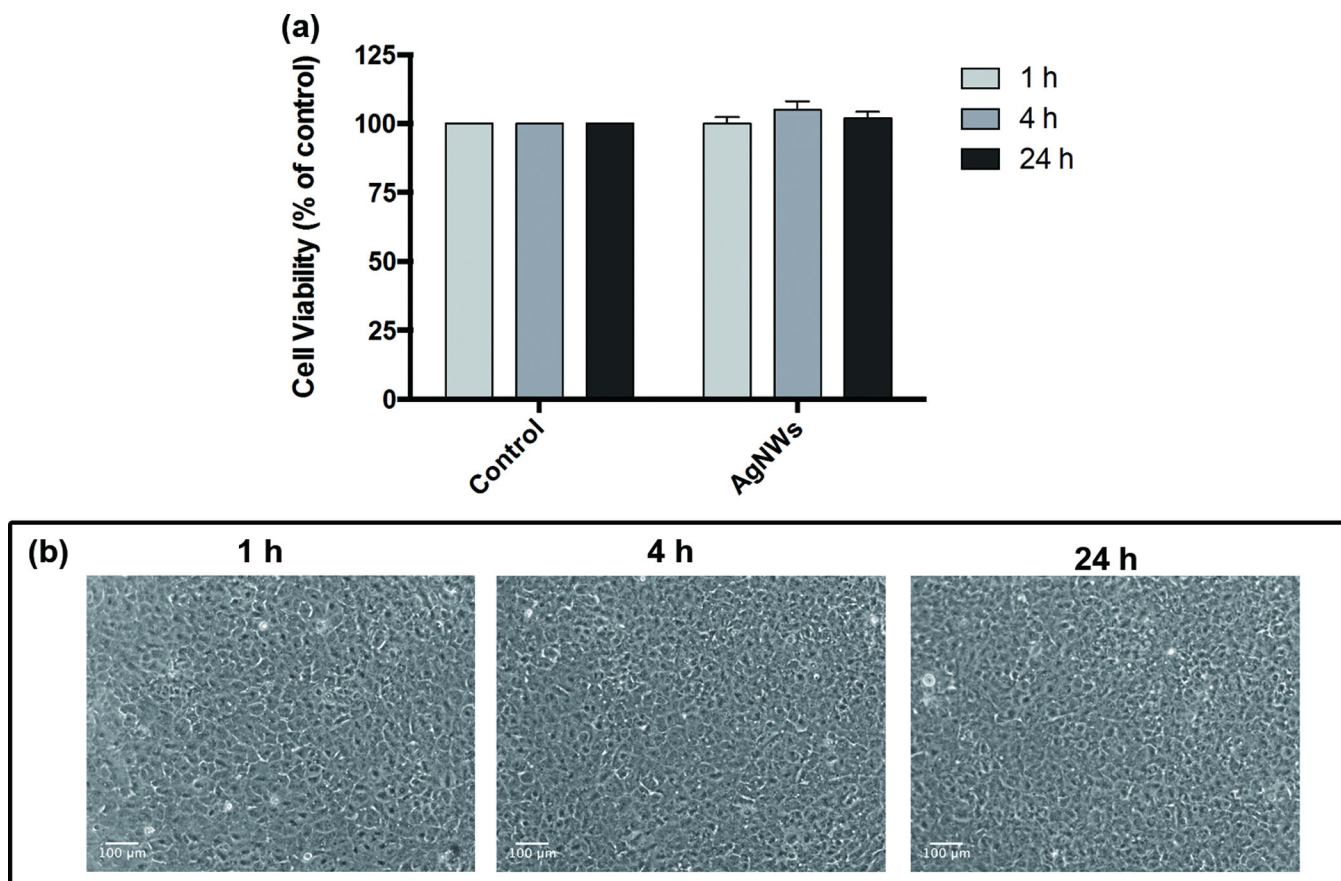 (a)
Cell Viability (% of control)
125
100
75
50
25
0
Control
AgNWs
1 h
4 h
24 h
(b)
1 h
4 h
24 h
100 µm
100 µm
100 µm